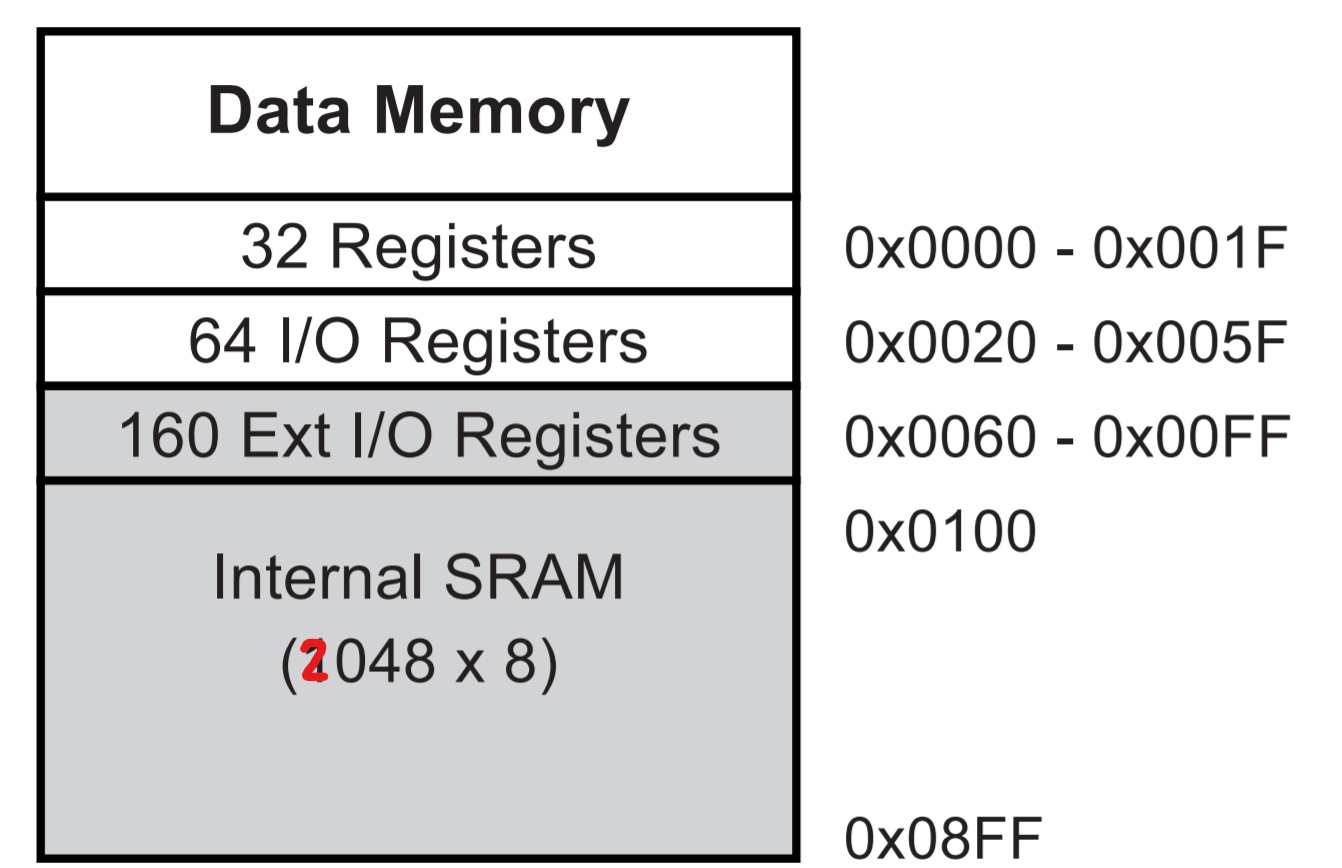 Data Memory
32 Registers 0x0000 - 0x001F
64 I/O Registers 0x0020 - 0x005F
160 Ext I/O Registers 0x0060 - 0x00FF
0x0100
Internal SRAM
(2048 x 8)
0x08FF